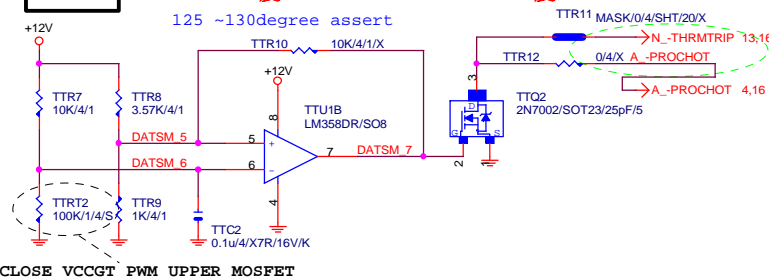 125 ~130degree assert
+12V
TTR7
10K/4/1
TTR8
3.57K/4/1
TTR10
10K/4/1/X
+12V
TTU1B
LM358DR/SO8
DATSM_5
DATSM_6
5
6
+
−
8
4
7
DATSM_7
TTRT2
100K/1/4/S
TTR9
1K/4/1
TTC2
0.1u/4/X7R/16V/K
TTR11
MASK/0/4/SHT/20/X
N_-THRMTRIP 13,16
TTR12
0/4/X
A_-PROCHOT
A_-PROCHOT 4,16
3
D
G
S
2
1
TTQ2
2N7002/SOT23/25pF/5
CLOSE VCCGT PWM UPPER MOSFET